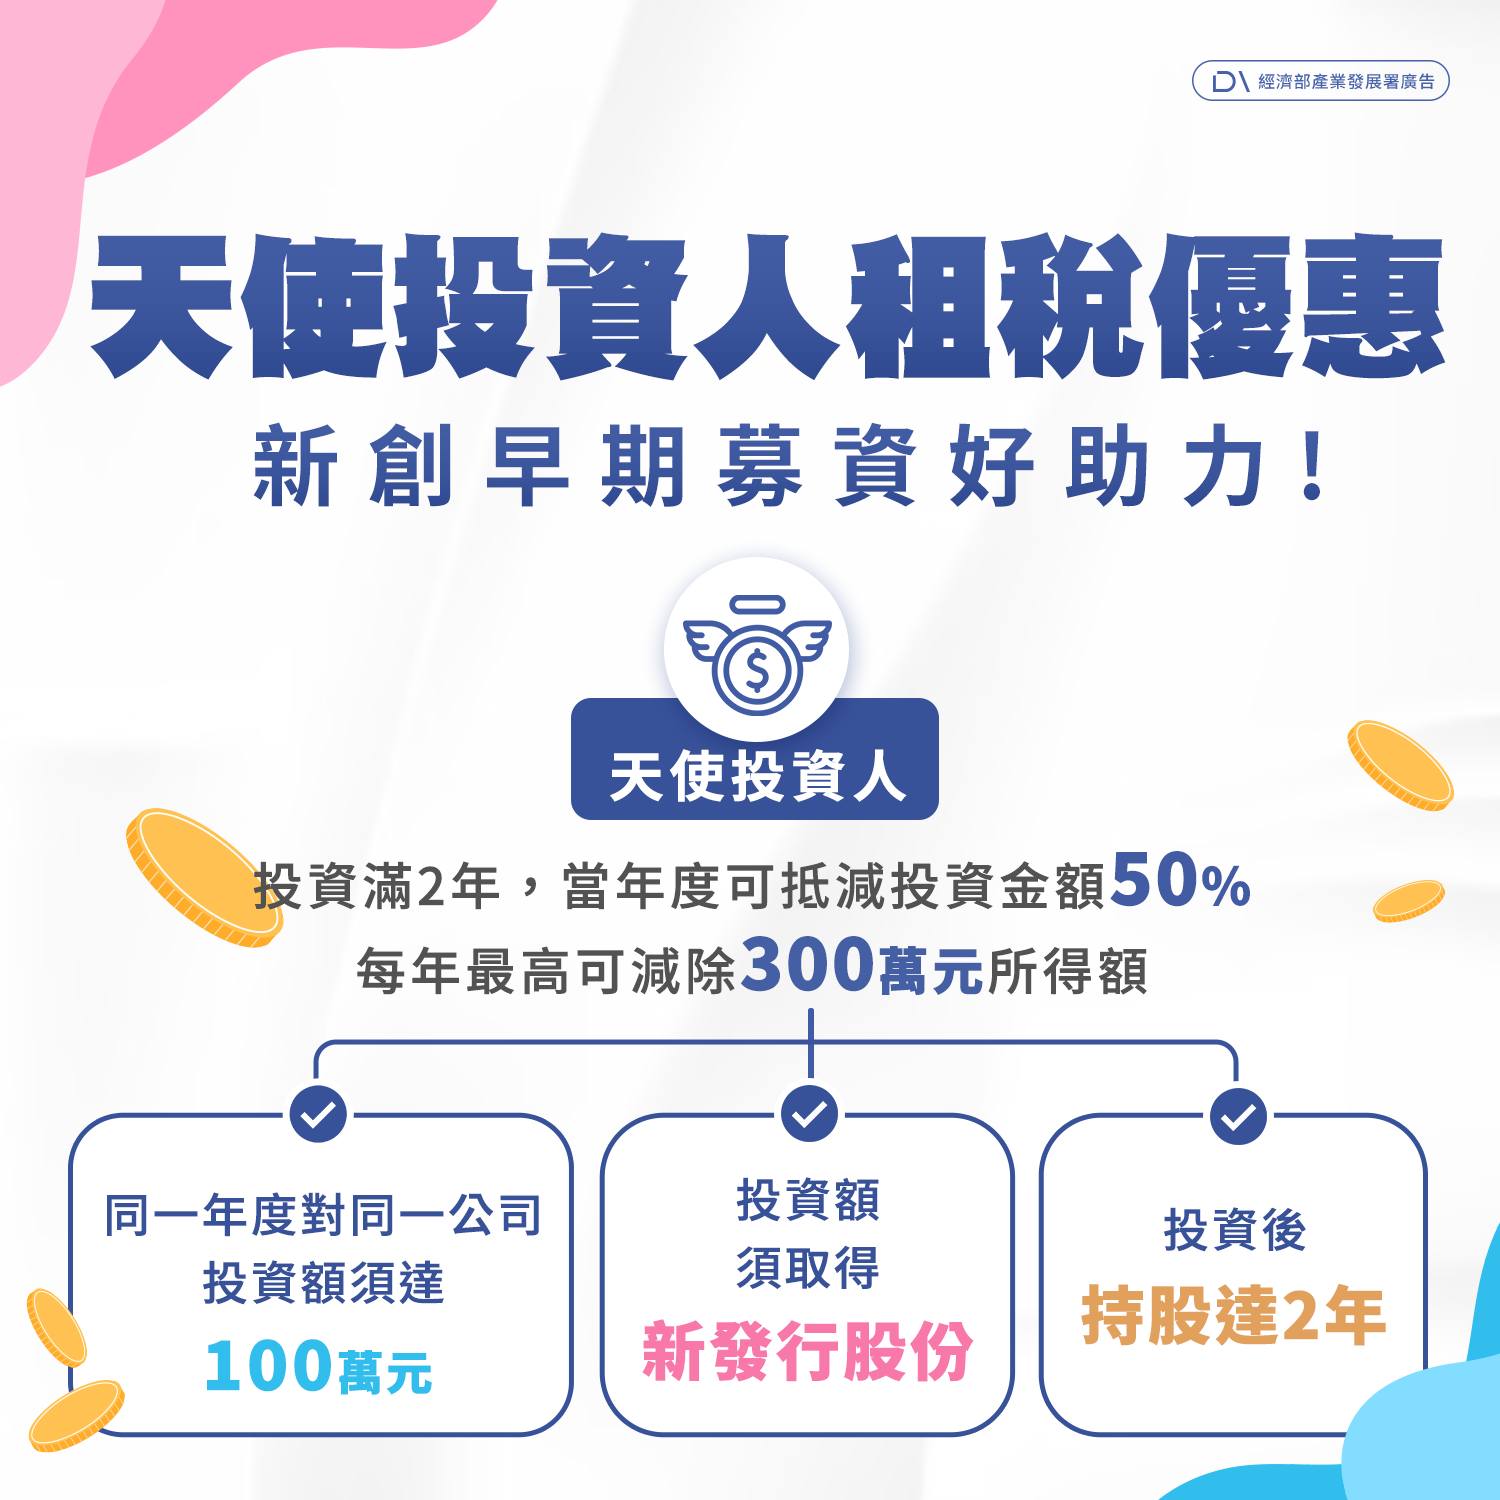 經濟部產業發展署廣告
天使投資人租稅優惠
新創早期募資好助力!
天使投資人
投資滿2年，當年度可抵減投資金額50%
每年最高可減除300萬元所得額
同一年度對同一公司
投資額須達
100萬元
投資額
須取得
新發行股份
投資後
持股達2年